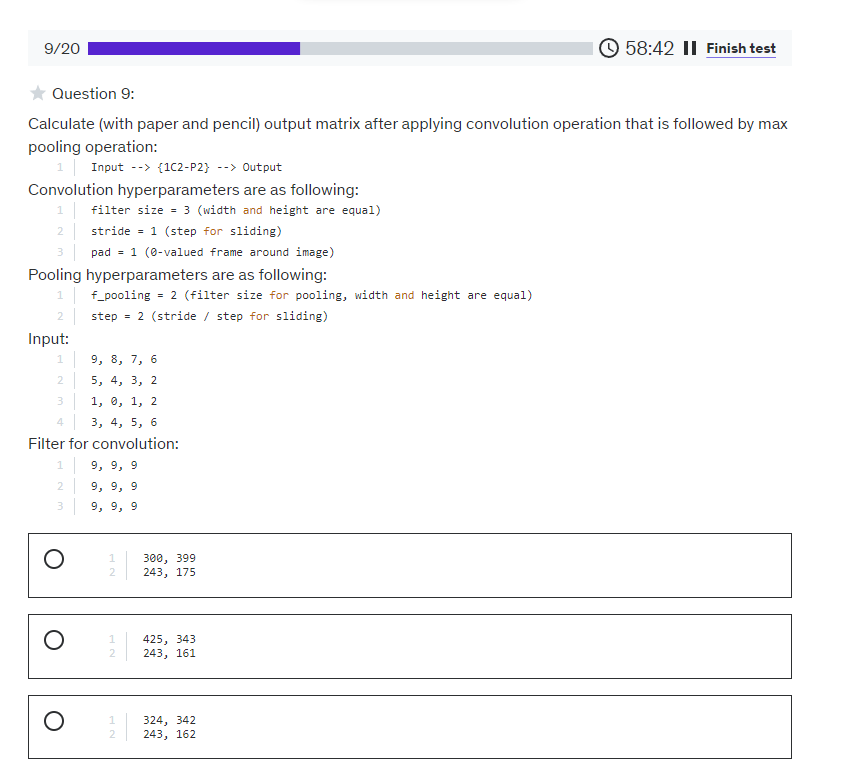 9/20 58:42 Finish test
Question 9:
Calculate (with paper and pencil) output matrix after applying convolution operation that is followed by max
pooling operation:
1 Input --> {1C2-P2} --> Output
Convolution hyperparameters are as following:
1 filter size = 3 (width and height are equal)
2 stride = 1 (step for sliding)
3 pad = 1 (0-valued frame around image)
Pooling hyperparameters are as following:
1 f_pooling = 2 (filter size for pooling, width and height are equal)
2 step = 2 (stride / step for sliding)
Input:
1 9, 8, 7, 6
2 5, 4, 3, 2
3 1, 0, 1, 2
4 3, 4, 5, 6
Filter for convolution:
1 9, 9, 9
2 9, 9, 9
3 9, 9, 9
1 300, 399
2 243, 175
1 425, 343
2 243, 161
1 324, 342
2 243, 162